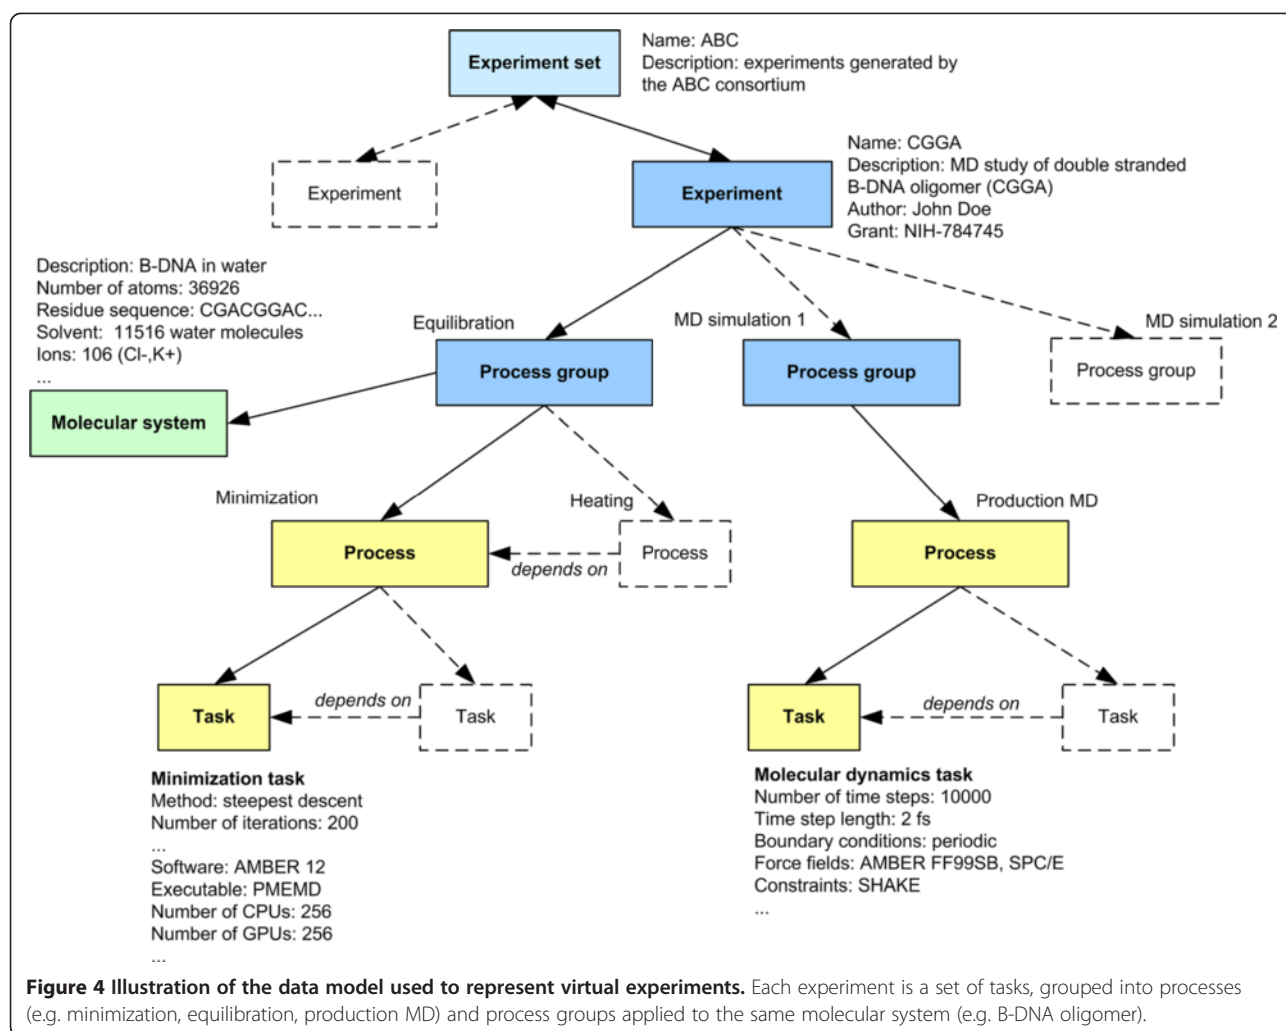 Experiment set
Name: ABC
Description: experiments generated by
the ABC consortium
Experiment
Experiment
Name: CGGA
Description: MD study of double stranded
B-DNA oligomer (CGGA)
Author: John Doe
Grant: NIH-784745
Description: B-DNA in water
Number of atoms: 36926
Residue sequence: CGACGGAC...
Solvent:  11516 water molecules
Ions: 106 (Cl-,K+)
...
Molecular system
Equilibration
Process group
MD simulation 1
Process group
MD simulation 2
Process group
Minimization
Process
Heating
Process
depends on
Production MD
Process
Task
depends on
Task
Task
depends on
Task
Minimization task
Method: steepest descent
Number of iterations: 200
...
Software: AMBER 12
Executable: PMEMD
Number of CPUs: 256
Number of GPUs: 256
...
Molecular dynamics task
Number of time steps: 10000
Time step length: 2 fs
Boundary conditions: periodic
Force fields: AMBER FF99SB, SPC/E
Constraints: SHAKE
...
Figure 4 Illustration of the data model used to represent virtual experiments. Each experiment is a set of tasks, grouped into processes
(e.g. minimization, equilibration, production MD) and process groups applied to the same molecular system (e.g. B-DNA oligomer).